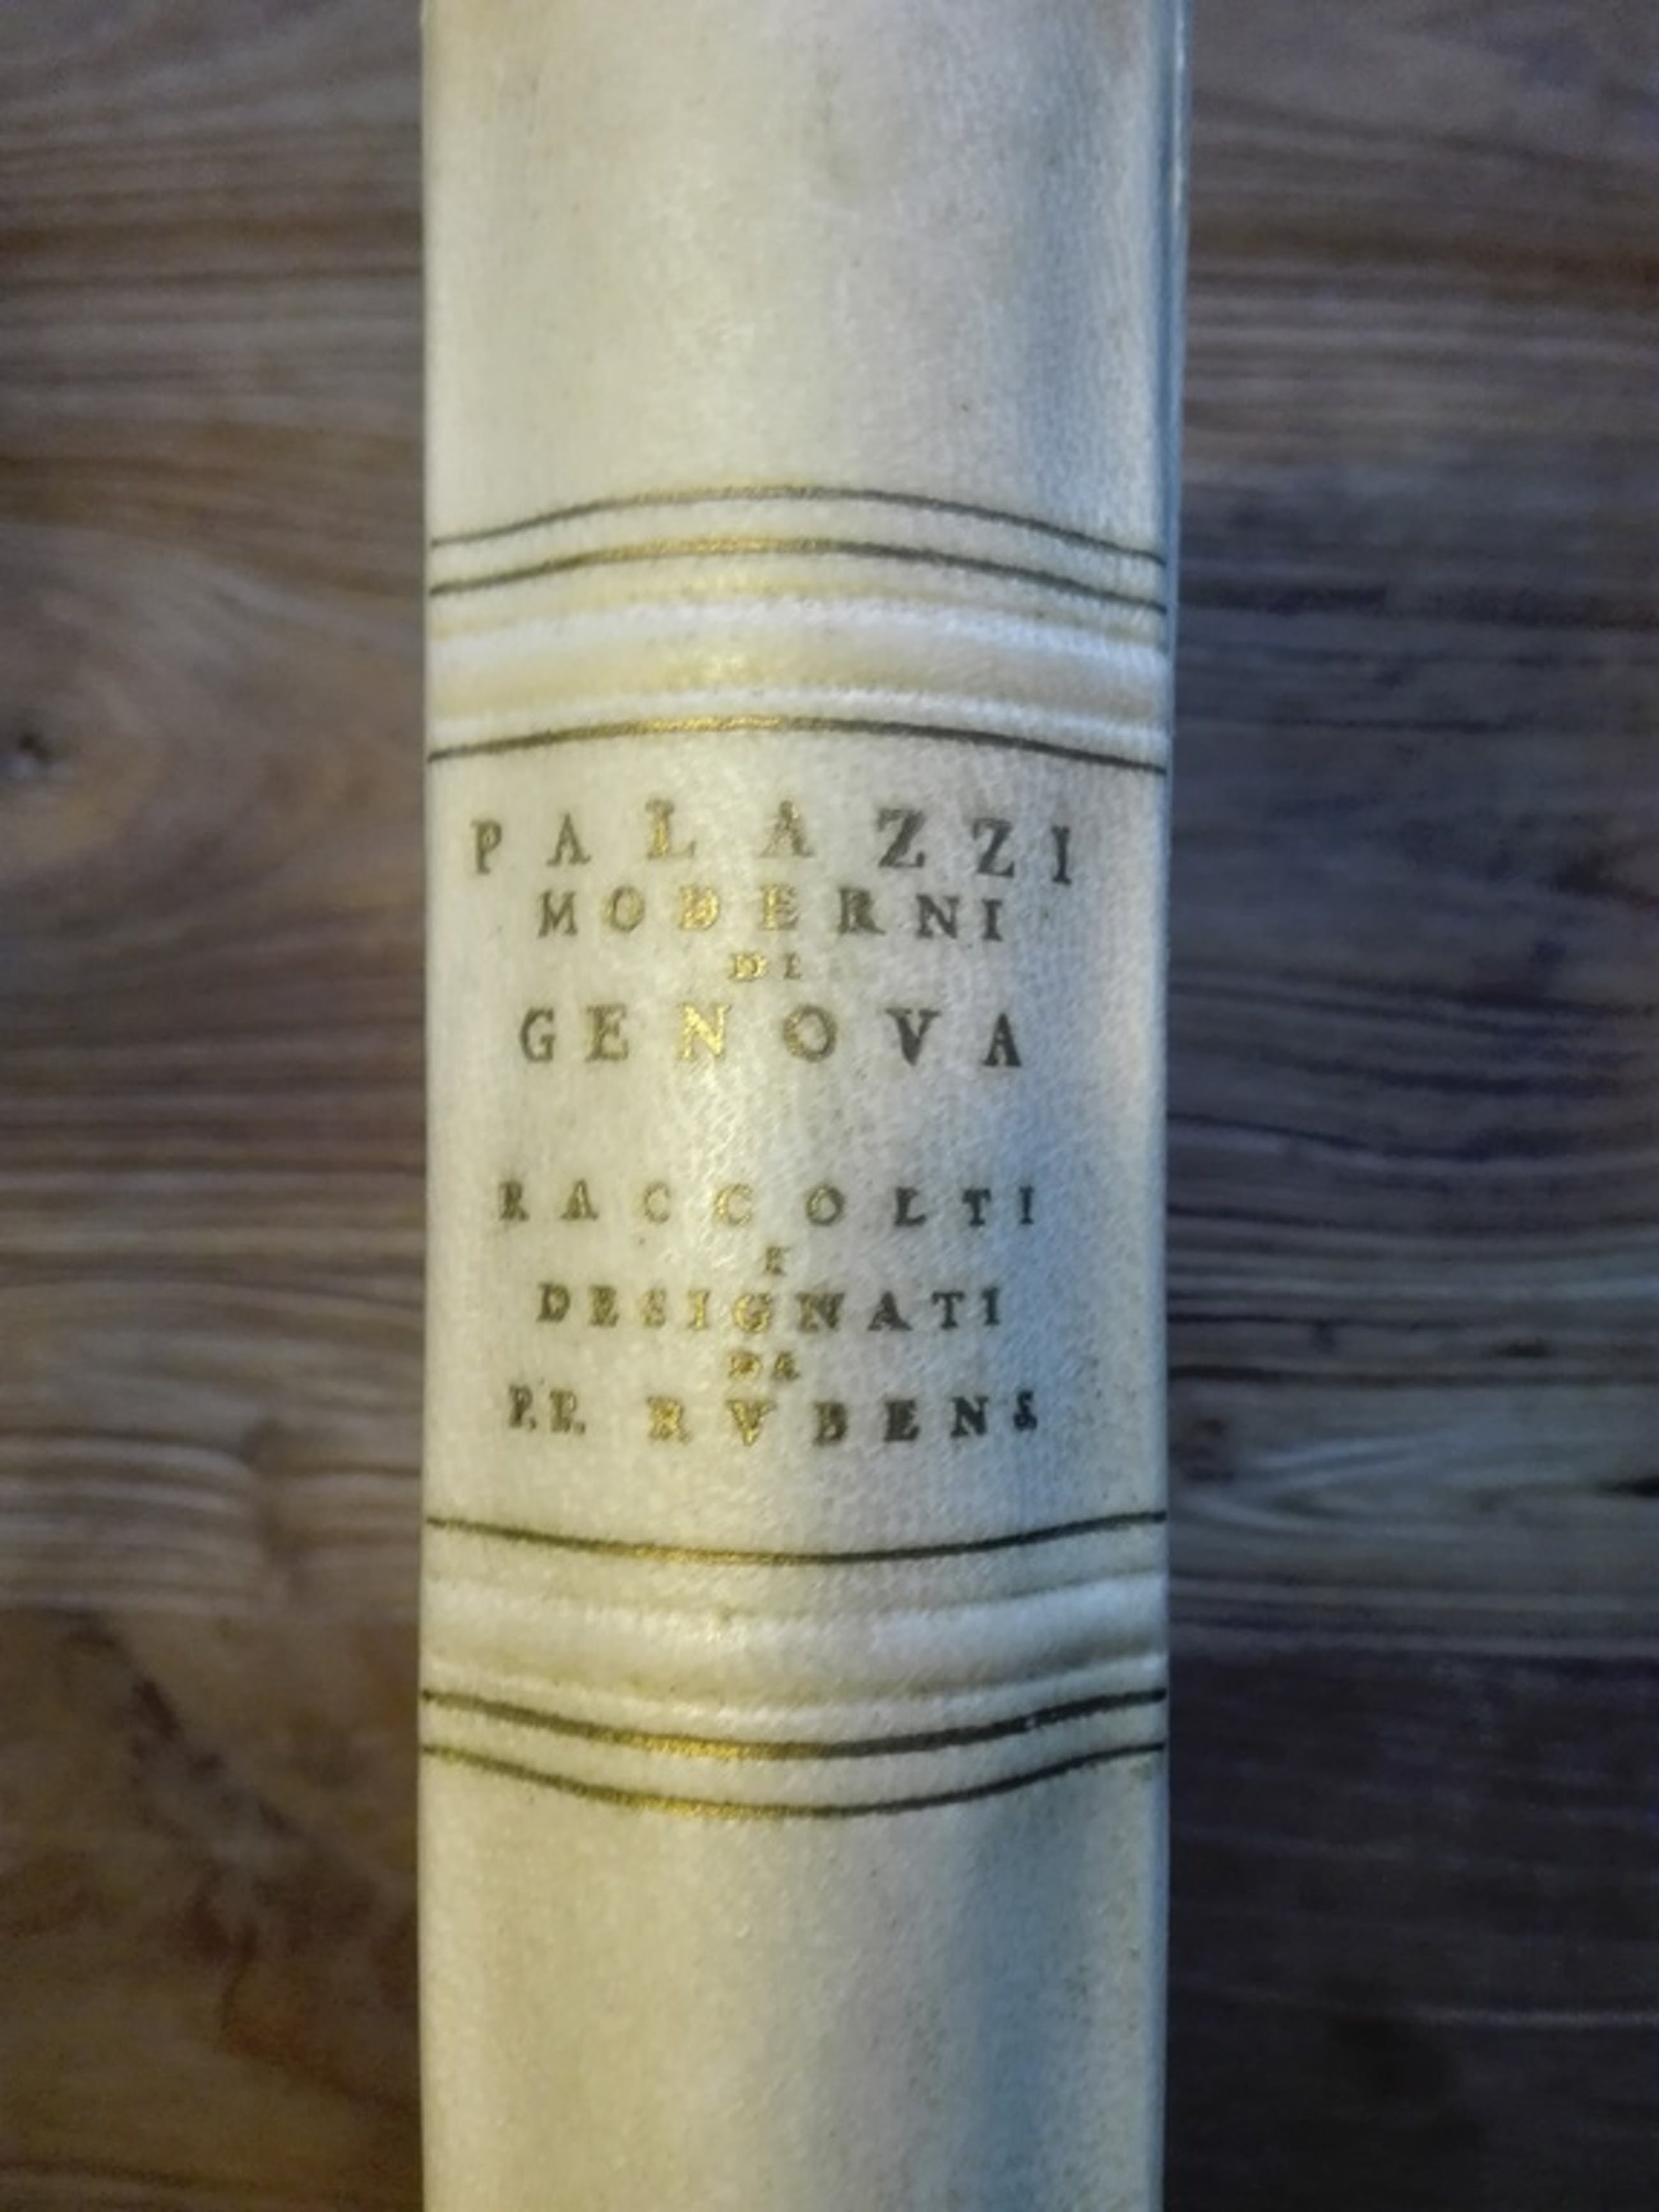 PALAZZI
MODERNI
DI
GENOVA
RACCOLTI
E
DESIGNATI
DA
P.P. RVBENS